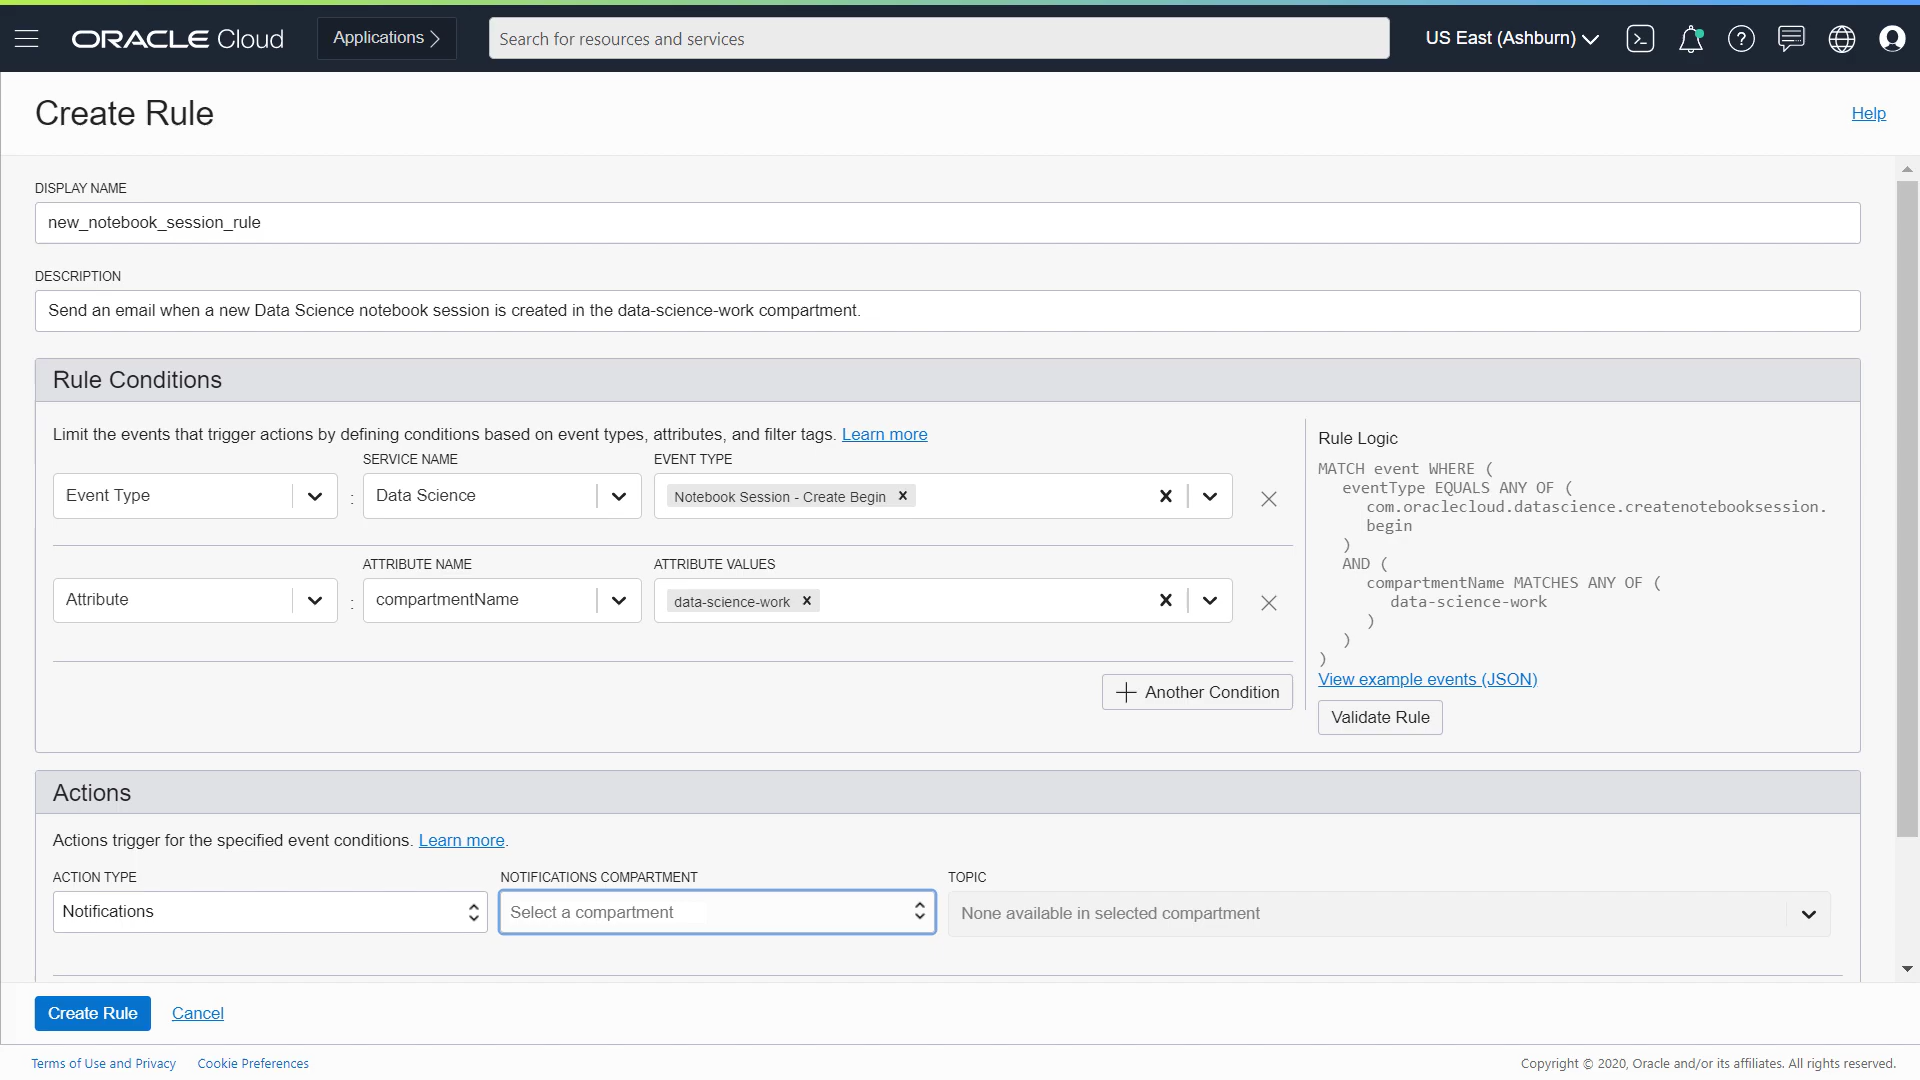 ORACLE Cloud
Applications
Search for resources and services
US East (Ashburn)
Create Rule
Help
DISPLAY NAME
new_notebook_session_rule
DESCRIPTION
Send an email when a new Data Science notebook session is created in the data-science-work compartment.
Rule Conditions
Limit the events that trigger actions by defining conditions based on event types, attributes, and filter tags. Learn more
SERVICE NAME
EVENT TYPE
Event Type
:
Data Science
Notebook Session - Create Begin
ATTRIBUTE NAME
ATTRIBUTE VALUES
Attribute
:
compartmentName
data-science-work
Another Condition
Rule Logic
MATCH event WHERE (
eventType EQUALS ANY OF (
com.oraclecloud.datascience.createnotebooksession.
begin
)
AND (
compartmentName MATCHES ANY OF (
data-science-work
)
)
)
View example events (JSON)
Validate Rule
Actions
Actions trigger for the specified event conditions. Learn more.
ACTION TYPE
NOTIFICATIONS COMPARTMENT
TOPIC
Notifications
Select a compartment
None available in selected compartment
Create Rule
Cancel
Terms of Use and Privacy
Cookie Preferences
Copyright © 2020, Oracle and/or its affiliates. All rights reserved.